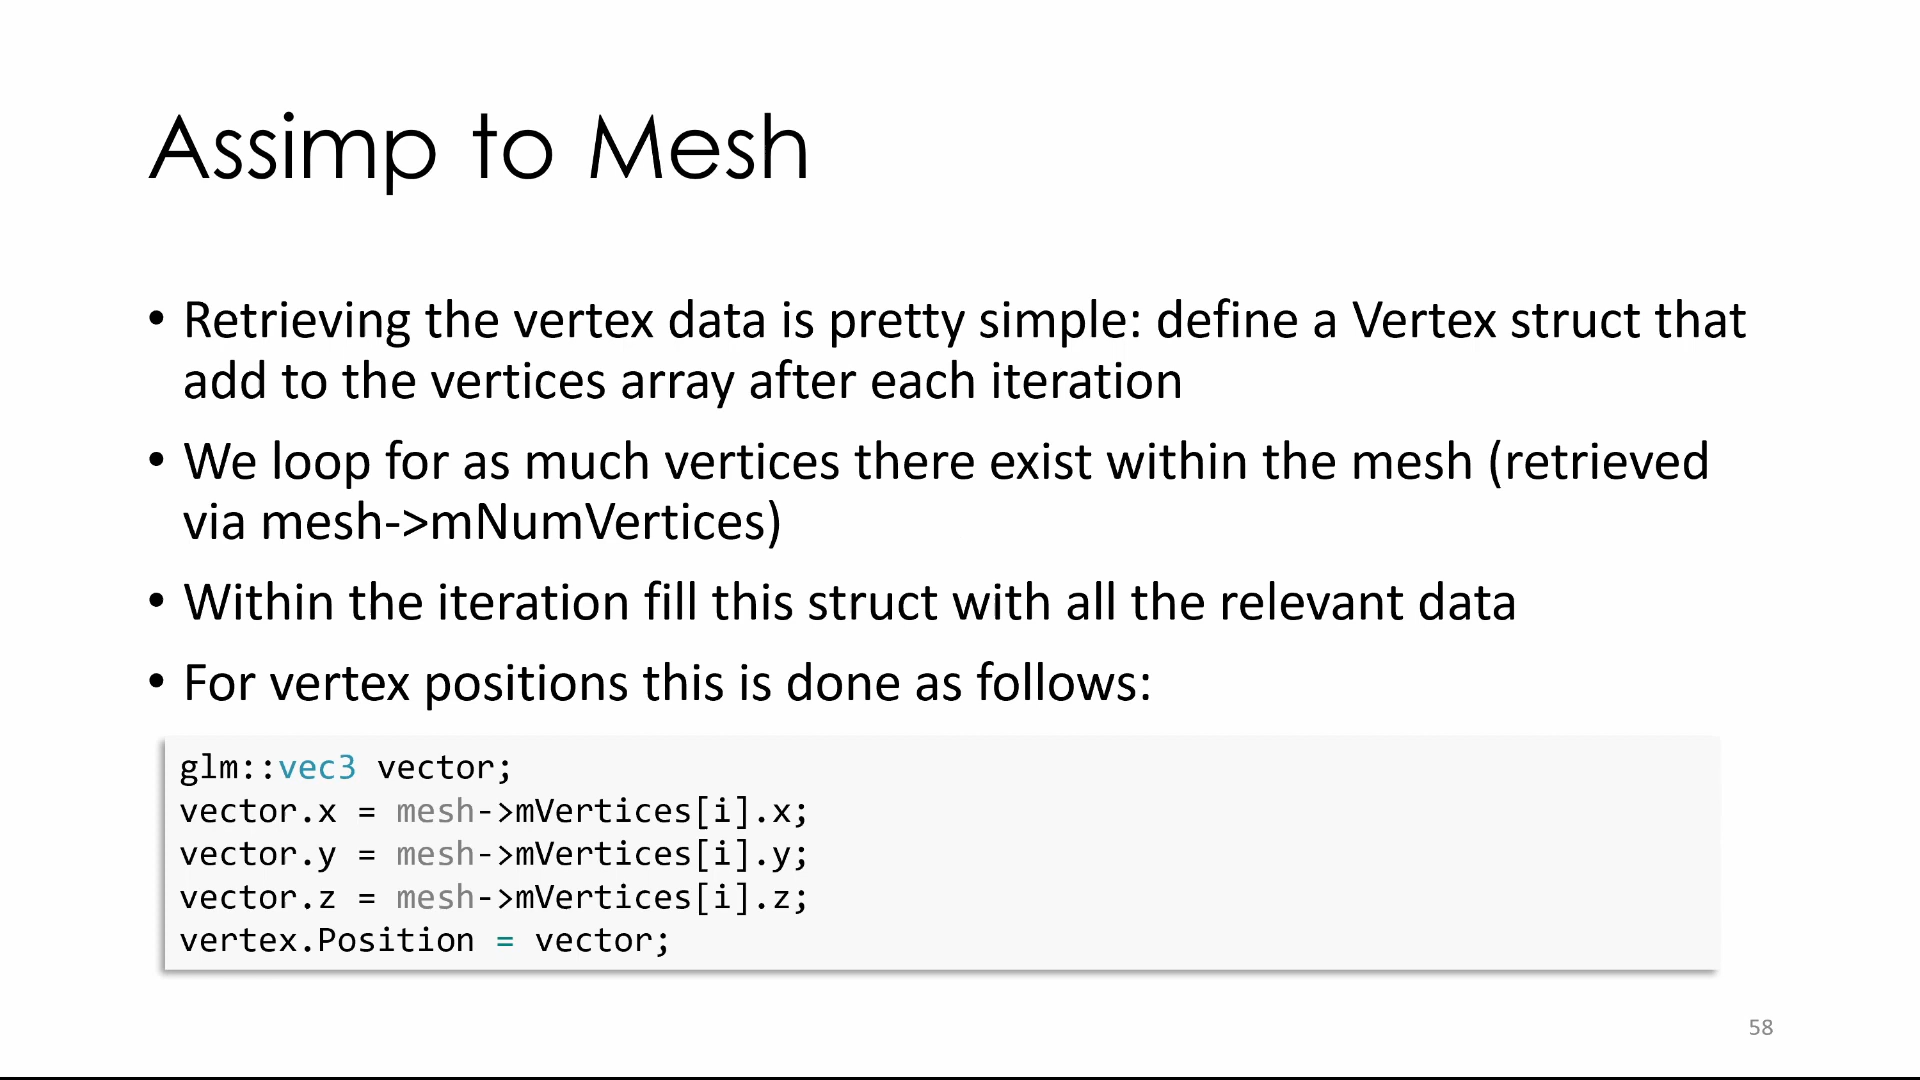 Assimp to Mesh
• Retrieving the vertex data is pretty simple: define a Vertex struct that
add to the vertices array after each iteration
• We loop for as much vertices there exist within the mesh (retrieved
via mesh->mNumVertices)
• Within the iteration fill this struct with all the relevant data
• For vertex positions this is done as follows:
glm::vec3 vector;
vector.x = mesh->mVertices[i].x;
vector.y = mesh->mVertices[i].y;
vector.z = mesh->mVertices[i].z;
vertex.Position = vector;
58